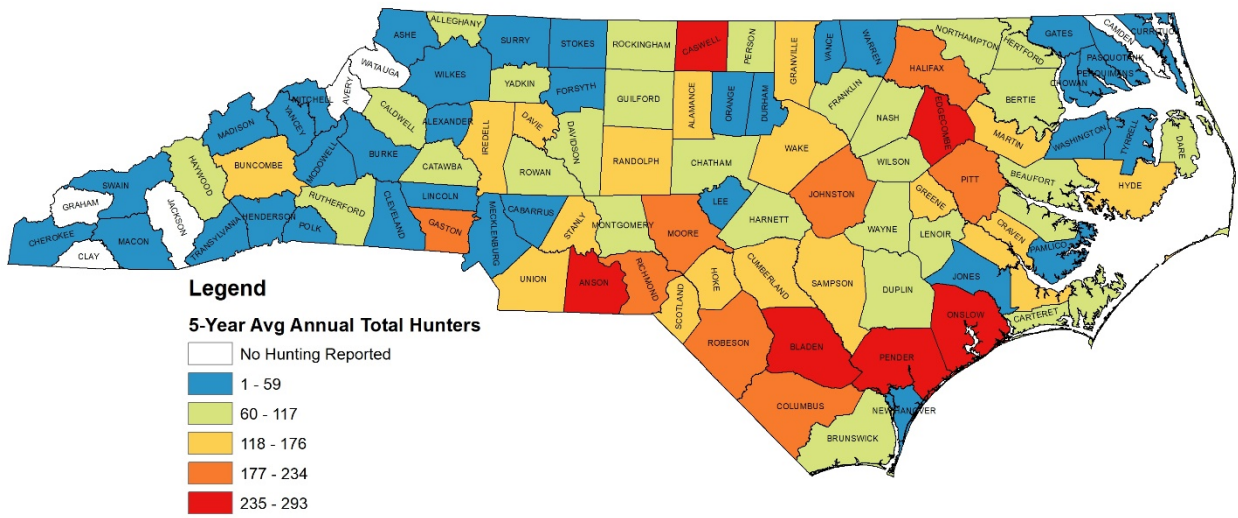 ALLEGHANY
ASHE
SURRY
STOKES
ROCKINGHAM
CASWELL
PERSON
GRANVILLE
VANCE
WARREN
NORTHAMPTON
HERTFORD
GATES
CAMDEN
CURRITUCK
PASQUOTANK
PERQUIMANS
CHOWAN
WATAUGA
WILKES
YADKIN
FORSYTH
GUILFORD
ALAMANCE
ORANGE
DURHAM
FRANKLIN
HALIFAX
BERTIE
AVERY
MITCHELL
YANCEY
MADISON
CALDWELL
ALEXANDER
IREDELL
DAVIE
DAVIDSON
RANDOLPH
CHATHAM
WAKE
NASH
EDGECOMBE
MARTIN
WASHINGTON
TYRRELL
DARE
HAYWOOD
BUNCOMBE
MCDOWELL
BURKE
CATAWBA
ROWAN
WILSON
PITT
BEAUFORT
HYDE
SWAIN
GRAHAM
JACKSON
RUTHERFORD
CLEVELAND
LINCOLN
GASTON
MECKLENBURG
CABARRUS
STANLY
MONTGOMERY
MOORE
LEE
HARNETT
JOHNSTON
WAYNE
GREENE
LENOIR
CRAVEN
PAMLICO
CHEROKEE
CLAY
MACON
TRANSYLVANIA
HENDERSON
POLK
UNION
ANSON
RICHMOND
SCOTLAND
HOKE
CUMBERLAND
SAMPSON
DUPLIN
JONES
ONSLOW
CARTERET
ROBESON
BLADEN
PENDER
COLUMBUS
NEW HANOVER
BRUNSWICK
Legend
5-Year Avg Annual Total Hunters
No Hunting Reported
1 - 59
60 - 117
118 - 176
177 - 234
235 - 293